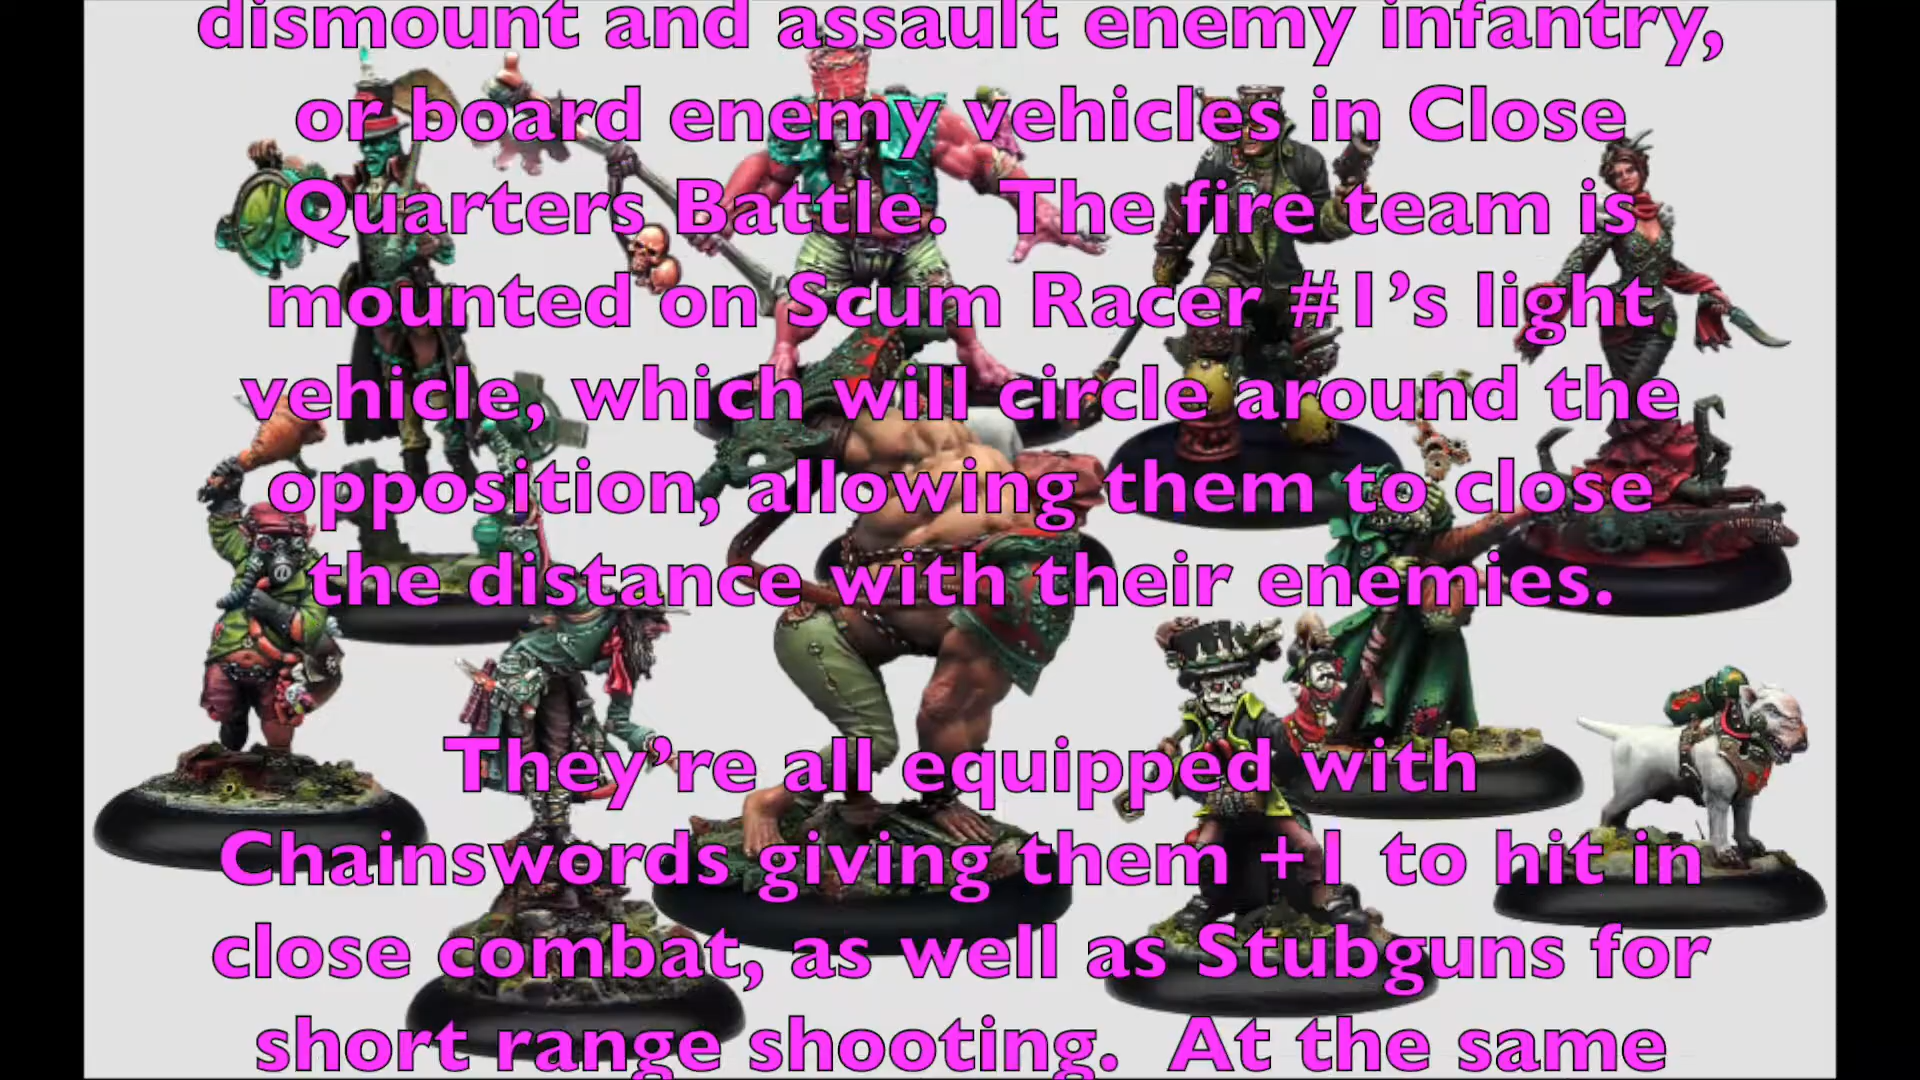 dismount and assault enemy infantry,
or board enemy vehicles in Close
Quarters Battle.  The fire team is
mounted on Scum Racer #1’s light
vehicle, which will circle around the
opposition, allowing them to close
the distance with their enemies.
They’re all equipped with
Chainswords giving them +1 to hit in
close combat, as well as Stubguns for
short range shooting.  At the same